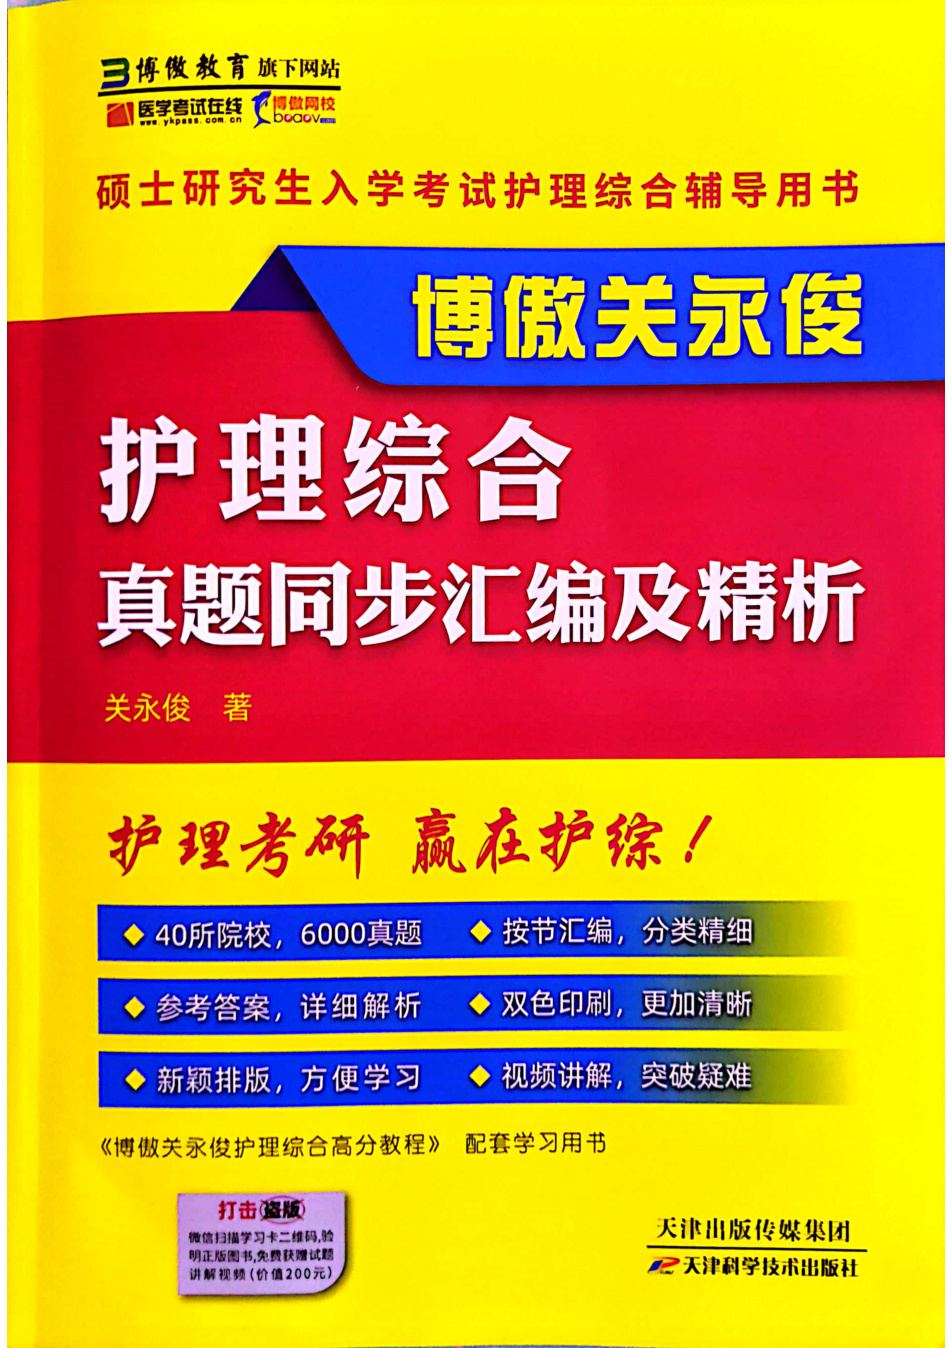 博傲教育 旗下网站
医学考试在线 博傲网校
www.ykpass.com.cn boaov.com
硕士研究生入学考试护理综合辅导用书
博傲关永俊
护理综合
真题同步汇编及精析
关永俊 著
护理考研 赢在护综！
40所院校，6000真题 按节汇编，分类精细
参考答案，详细解析 双色印刷，更加清晰
新颖排版，方便学习 视频讲解，突破疑难
《博傲关永俊护理综合高分教程》 配套学习用书
打击盗版
微信扫描学习卡二维码,验
明正版图书,免费获赠试题
讲解视频(价值200元)
天津出版传媒集团
天津科学技术出版社